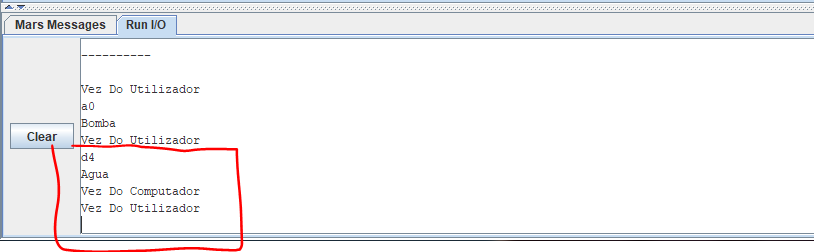 Mars Messages Run I/O
----------
Vez Do Utilizador
a0
Bomba
Vez Do Utilizador
Clear
d4
Agua
Vez Do Computador
Vez Do Utilizador